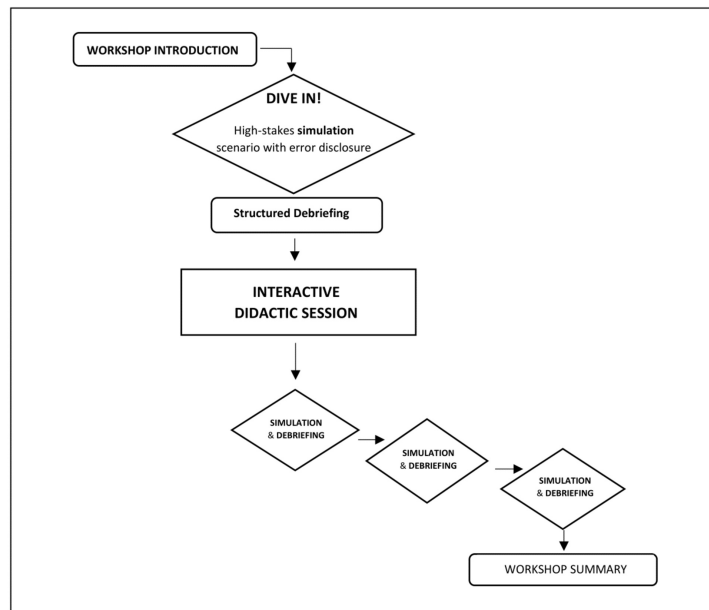 WORKSHOP INTRODUCTION
DIVE IN!
High-stakes simulation
scenario with error disclosure
Structured Debriefing
INTERACTIVE
DIDACTIC SESSION
SIMULATION
& DEBRIEFING
SIMULATION
& DEBRIEFING
SIMULATION
& DEBRIEFING
WORKSHOP SUMMARY